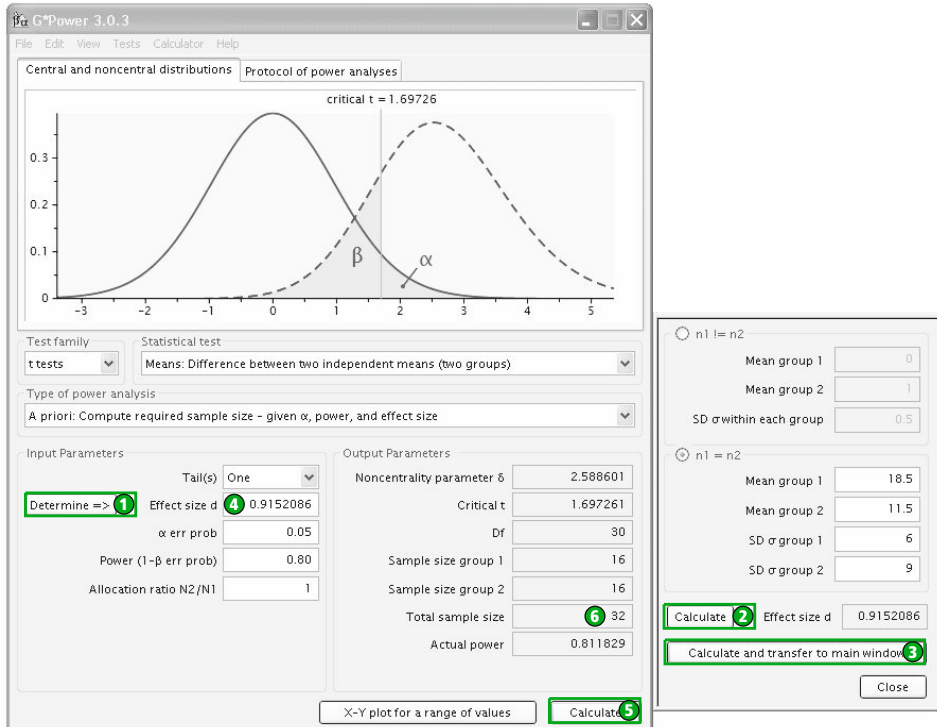 βα G*Power 3.0.3
File Edit View Tests Calculator Help
Central and noncentral distributions Protocol of power analyses
critical t = 1.69726
0.3
0.2
0.1
0
β
α
-3 -2 -1 0 1 2 3 4 5
Test family
t tests
Statistical test
Means: Difference between two independent means (two groups)
Type of power analysis
A priori: Compute required sample size – given α, power, and effect size
Input Parameters
Tail(s) One
Determine => 1 Effect size d 4 0.9152086
α err prob 0.05
Power (1-β err prob) 0.80
Allocation ratio N2/N1 1
Output Parameters
Noncentrality parameter δ 2.588601
Critical t 1.697261
Df 30
Sample size group 1 16
Sample size group 2 16
Total sample size 6 32
Actual power 0.811829
X-Y plot for a range of values Calculate 5
n1 != n2
Mean group 1 0
Mean group 2 1
SD σ within each group 0.5
n1 = n2
Mean group 1 18.5
Mean group 2 11.5
SD σ group 1 6
SD σ group 2 9
Calculate 2 Effect size d 0.9152086
Calculate and transfer to main window 3
Close